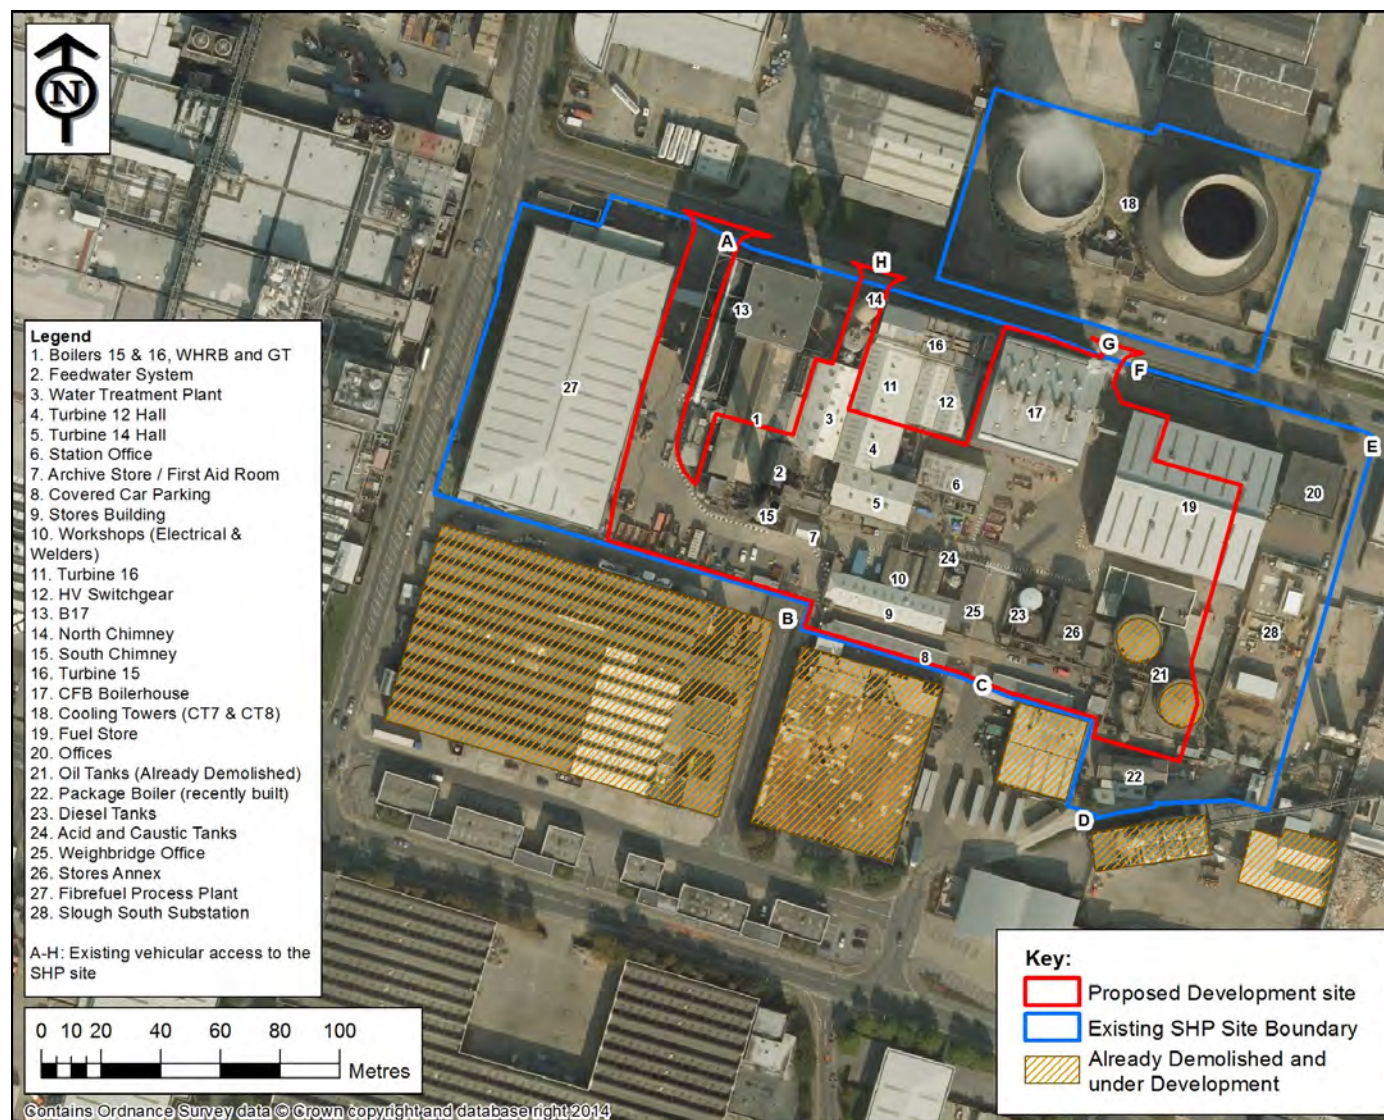 N
A
H
G
F
E
B
C
D
18
13
14
16
11
12
17
27
1
3
4
2
6
5
15
7
19
20
24
10
9
25
23
26
28
8
21
22
Legend
1. Boilers 15 & 16, WHRB and GT
2. Feedwater System
3. Water Treatment Plant
4. Turbine 12 Hall
5. Turbine 14 Hall
6. Station Office
7. Archive Store / First Aid Room
8. Covered Car Parking
9. Stores Building
10. Workshops (Electrical &
Welders)
11. Turbine 16
12. HV Switchgear
13. B17
14. North Chimney
15. South Chimney
16. Turbine 15
17. CFB Boilerhouse
18. Cooling Towers (CT7 & CT8)
19. Fuel Store
20. Offices
21. Oil Tanks (Already Demolished)
22. Package Boiler (recently built)
23. Diesel Tanks
24. Acid and Caustic Tanks
25. Weighbridge Office
26. Stores Annex
27. Fibrefuel Process Plant
28. Slough South Substation
A-H: Existing vehicular access to the
SHP site
0 10 20 40 60 80 100
Metres
Key:
Proposed Development site
Existing SHP Site Boundary
Already Demolished and
under Development
Contains Ordnance Survey data © Crown copyright and database right 2014